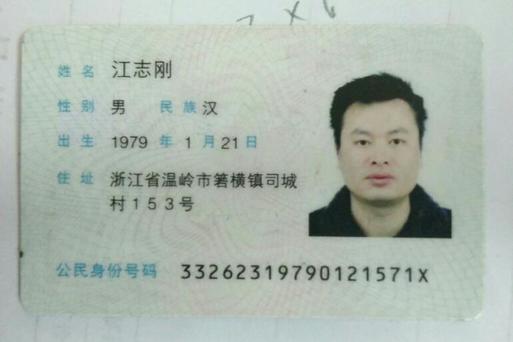 姓名 江志刚
性别 男 民族 汉
出生 1979 年 1 月 21 日
住址 浙江省温岭市箬横镇司城
村153号
公民身份号码 33262319790121571X